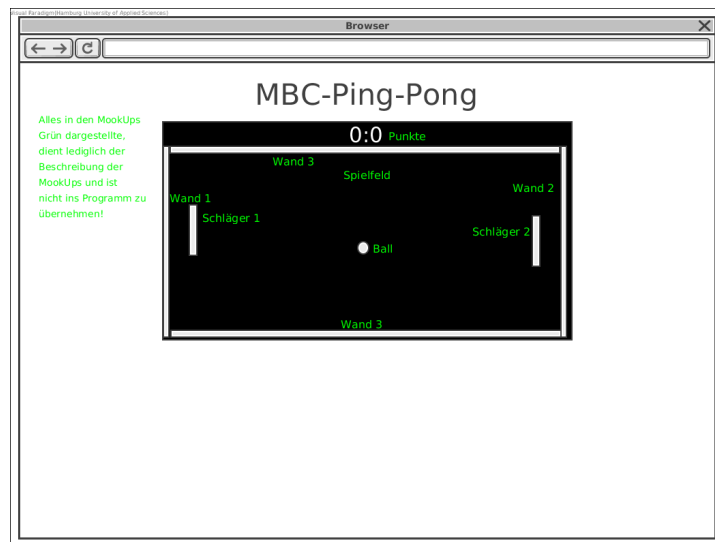 Visual Paradigm(Hamburg University of Applied Sciences)
Browser
MBC-Ping-Pong
Alles in den MookUps
Grün dargestellte,
dient lediglich der
Beschreibung der
MookUps und ist
nicht ins Programm zu
übernehmen!
0:0 Punkte
Wand 3
Spielfeld
Wand 2
Wand 1
Schläger 1
Schläger 2
Ball
Wand 3